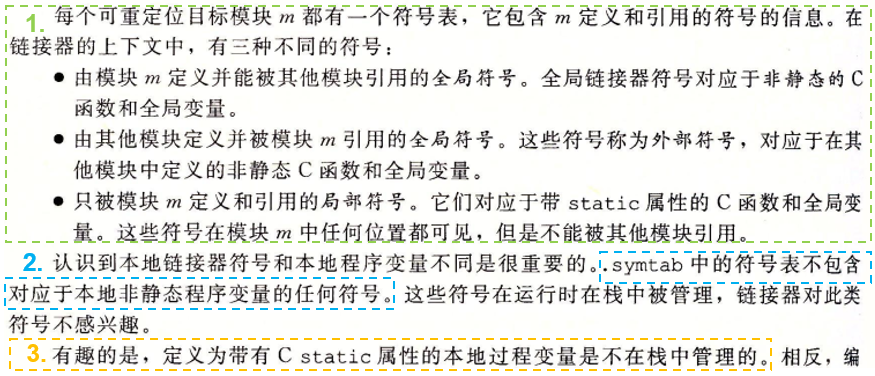 1. 每个可重定位目标模块 m 都有一个符号表，它包含 m 定义和引用的符号的信息。在
链接器的上下文中，有三种不同的符号：
● 由模块 m 定义并能被其他模块引用的全局符号。全局链接器符号对应于非静态的 C
函数和全局变量。
● 由其他模块定义并被模块 m 引用的全局符号。这些符号称为外部符号，对应于在其
他模块中定义的非静态 C 函数和全局变量。
● 只被模块 m 定义和引用的局部符号。它们对应于带 static 属性的 C 函数和全局变
量。这些符号在模块 m 中任何位置都可见，但是不能被其他模块引用。
2. 认识到本地链接器符号和本地程序变量不同是很重要的。.symtab 中的符号表不包含
对应于本地非静态程序变量的任何符号。这些符号在运行时在栈中被管理，链接器对此类
符号不感兴趣。
3. 有趣的是，定义为带有 C static 属性的本地过程变量是不在栈中管理的。相反，编